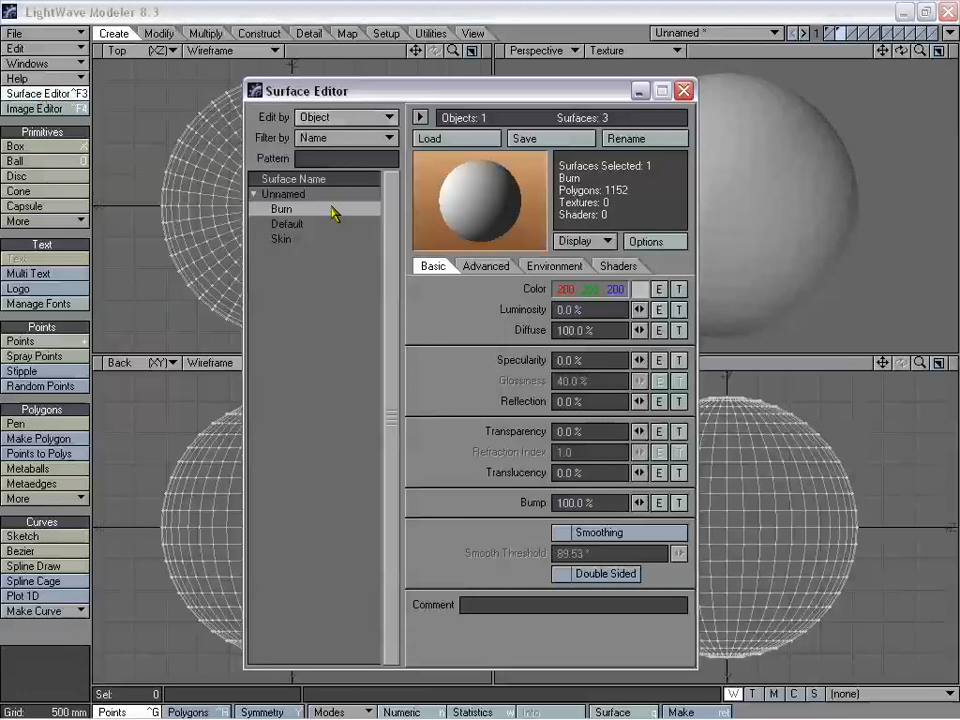 LightWave Modeler 8.3
File
Create
Modify
Multiply
Construct
Detail
Map
Setup
Utilities
View
Unnamed *
1
Edit
Top
(XZ)
Wireframe
Perspective
Texture
Windows
Help
Surface Editor ^F3
Image Editor ^F4
Surface Editor
Edit by
Object
Objects: 1
Surfaces: 3
Filter by
Name
Load
Save
Rename
Pattern
Surface Name
Unnamed
Burn
Default
Skin
Surfaces Selected: 1
Burn
Polygons: 1152
Textures: 0
Shaders: 0
Display
Options
Basic
Advanced
Environment
Shaders
Color
200
200
200
E
T
Luminosity
0.0 %
E
T
Diffuse
100.0 %
E
T
Specularity
0.0 %
E
T
Glossiness
40.0 %
E
T
Reflection
0.0 %
E
T
Transparency
0.0 %
E
T
Refraction Index
1.0
E
T
Translucency
0.0 %
E
T
Bump
100.0 %
E
T
Smoothing
Smooth Threshold
89.53 °
Double Sided
Comment
Primitives
Box
X
Ball
O
Disc
Cone
Capsule
More
Text
Text
Multi Text
Logo
Manage Fonts
Points
Points
+
Spray Points
Stipple
Random Points
Back
(XY)
Wireframe
Polygons
Pen
Make Polygon
Points to Polys
Metaballs
Metaedges
More
Curves
Sketch
Bezier
Spline Draw
Spline Cage
Plot 1D
Make Curve
Sel:
0
W
T
M
C
S
(none)
Grid:
500 mm
Points
^G
Polygons
^H
Symmetry
Y
Modes
Numeric
n
Statistics
w
Info
i
Surface
q
Make
ret